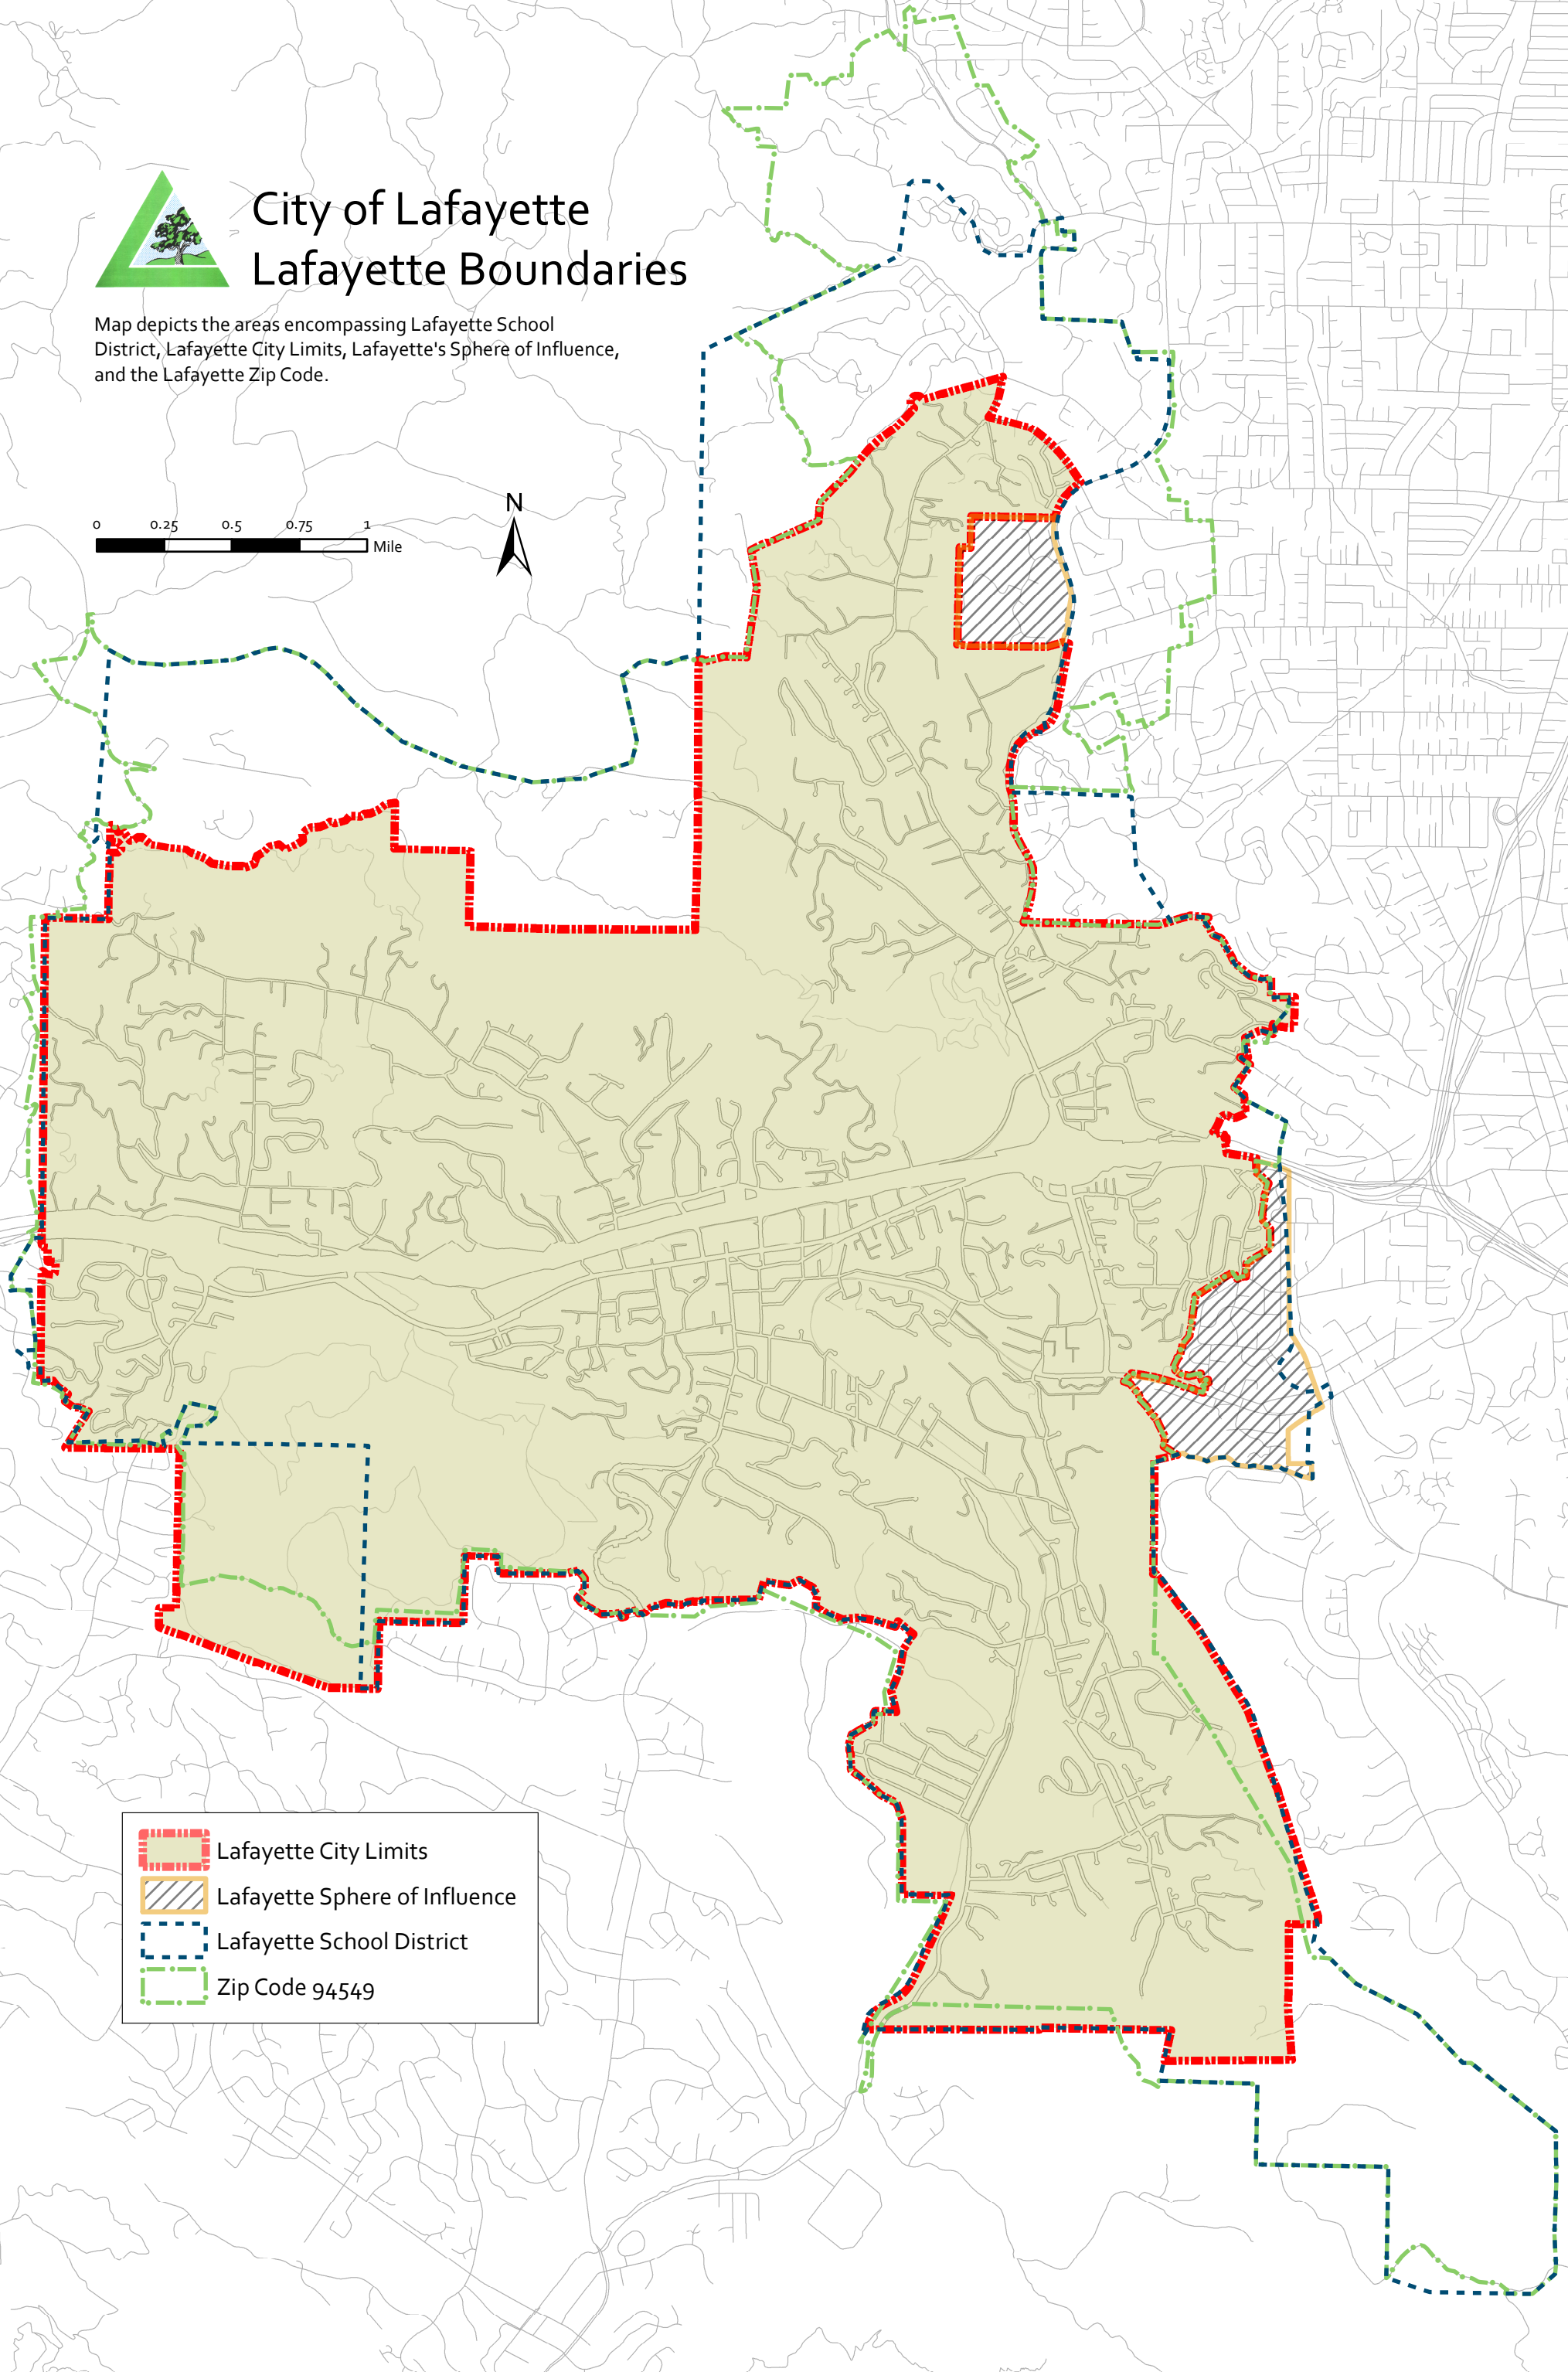 City of Lafayette
Lafayette Boundaries
Map depicts the areas encompassing Lafayette School
District, Lafayette City Limits, Lafayette's Sphere of Influence,
and the Lafayette Zip Code.
N
0 0.25 0.5 0.75 1
Mile
Lafayette City Limits
Lafayette Sphere of Influence
Lafayette School District
Zip Code 94549